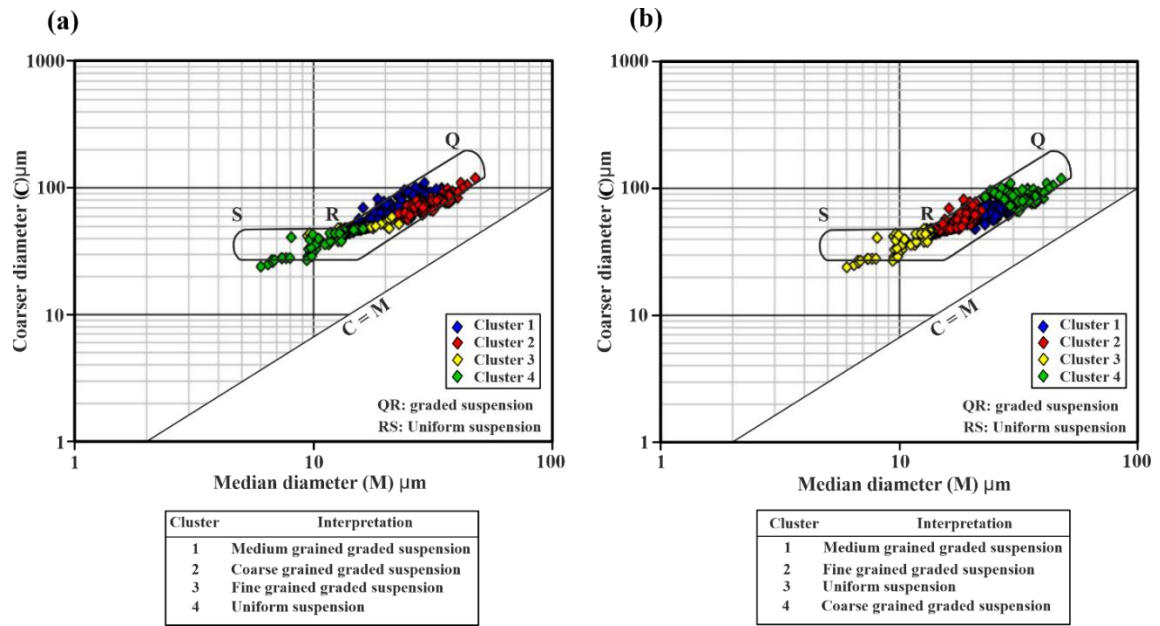 (a)
1000
100
10
1
Coarser diameter (C)μm
S
R
Q
C = M
Cluster 1
Cluster 2
Cluster 3
Cluster 4
QR: graded suspension
RS: Uniform suspension
1
10
100
Median diameter (M) μm
Cluster Interpretation
1 Medium grained graded suspension
2 Coarse grained graded suspension
3 Fine grained graded suspension
4 Uniform suspension
(b)
1000
100
10
1
Coarser diameter (C)μm
S
R
Q
C = M
Cluster 1
Cluster 2
Cluster 3
Cluster 4
QR: graded suspension
RS: Uniform suspension
1
10
100
Median diameter (M) μm
Cluster Interpretation
1 Medium grained graded suspension
2 Fine grained graded suspension
3 Uniform suspension
4 Coarse grained graded suspension